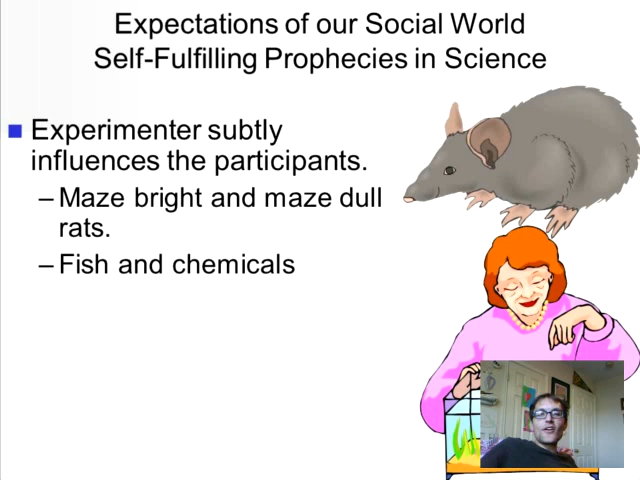 Expectations of our Social World
Self-Fulfilling Prophecies in Science
Experimenter subtly
influences the participants.
– Maze bright and maze dull
rats.
– Fish and chemicals